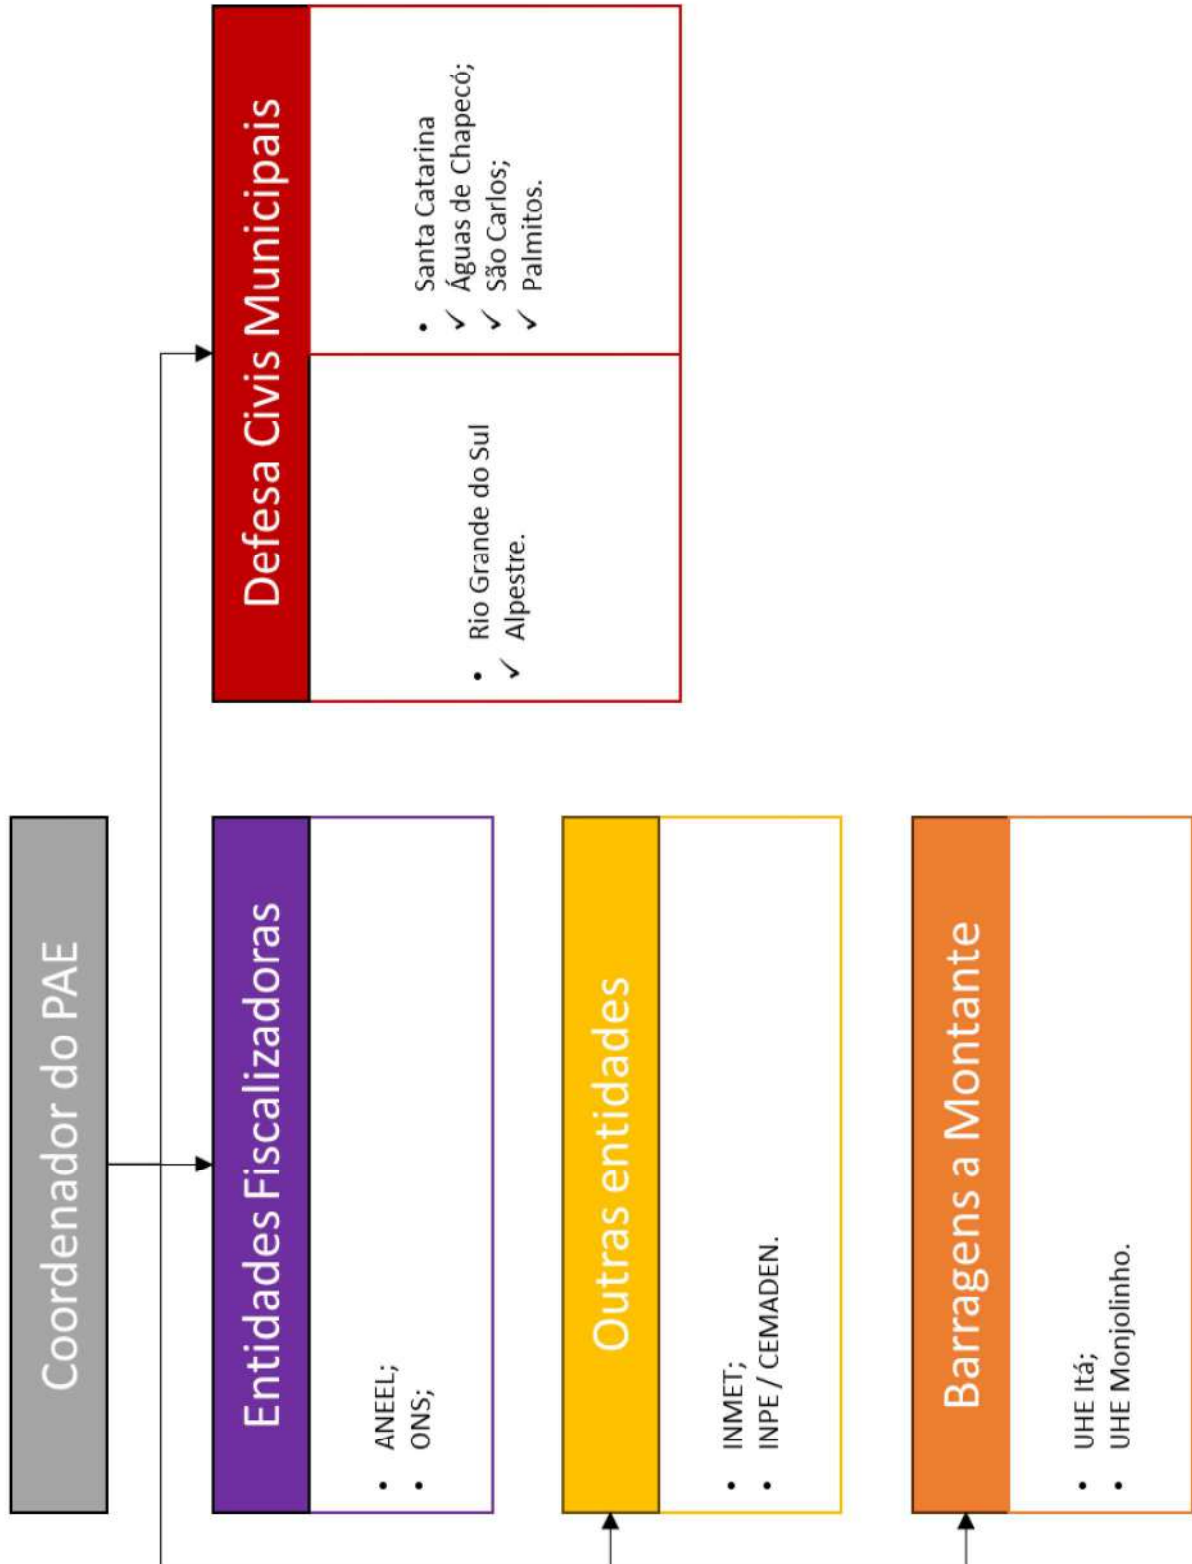 Coordenador do PAE
Entidades Fiscalizadoras
• ANEEL;
• ONS;
Outras entidades
• INMET;
• INPE / CEMADEN.
Barragens a Montante
• UHE Itá;
• UHE Monjolinho.
Defesa Civis Municipais
• Rio Grande do Sul
✓ Alpestre.
• Santa Catarina
✓ Águas de Chapecó;
✓ São Carlos;
✓ Palmitos.